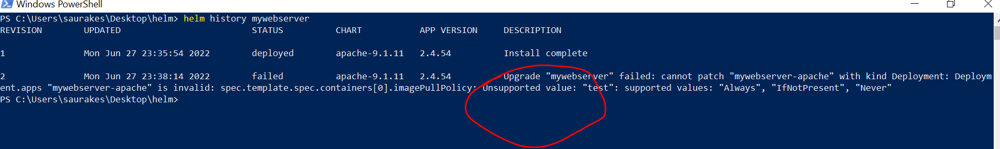 Windows PowerShell
PS C:\Users\saurakes\Desktop\helm> helm history mywebserver
REVISION UPDATED STATUS CHART APP VERSION DESCRIPTION
1 Mon Jun 27 23:35:54 2022 deployed apache-9.1.11 2.4.54 Install complete
2 Mon Jun 27 23:38:14 2022 failed apache-9.1.11 2.4.54 Upgrade "mywebserver" failed: cannot patch "mywebserver-apache" with kind Deployment: Deploym
ent.apps "mywebserver-apache" is invalid: spec.template.spec.containers[0].imagePullPolicy: Unsupported value: "test": supported values: "Always", "IfNotPresent", "Never"
PS C:\Users\saurakes\Desktop\helm>